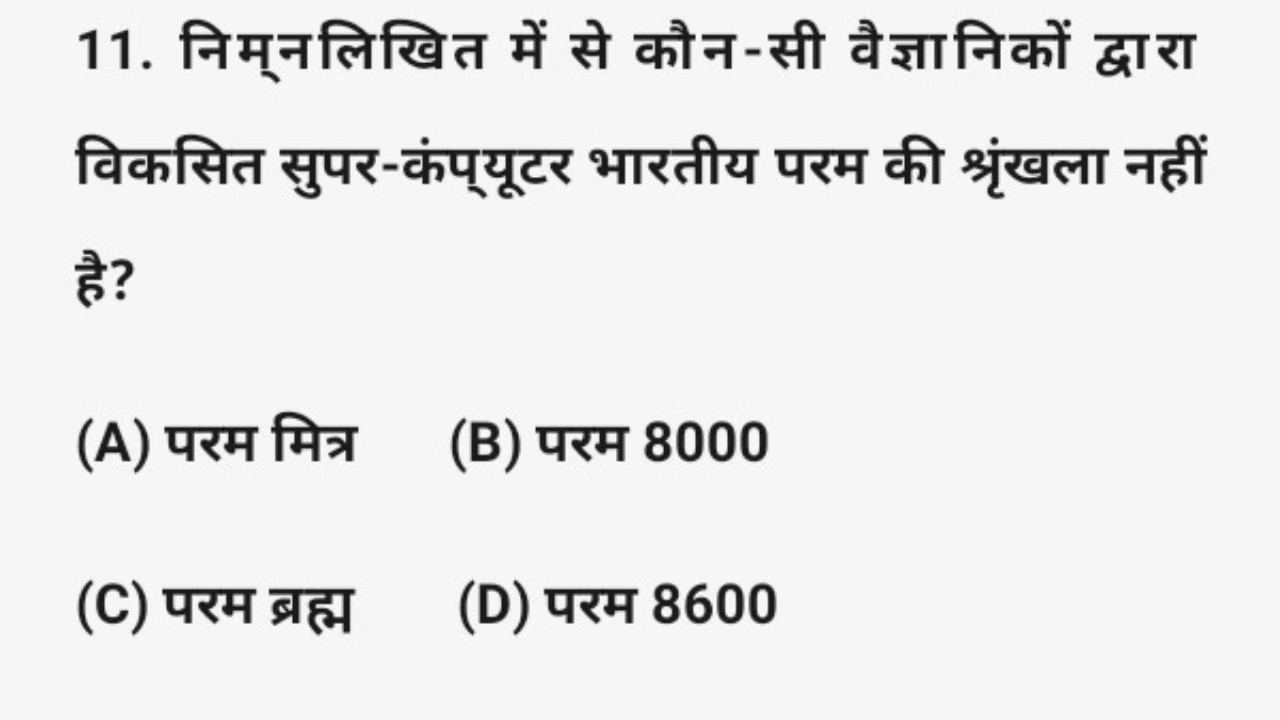 11. निम्नलिखित में से कौन-सी वैज्ञानिकों द्वारा
विकसित सुपर-कंप्‌यूटर भारतीय परम की श्रृंखला नहीं
है?
(A) परम मित्र (B) परम 8000
(C) परम ब्रह्म (D) परम 8600